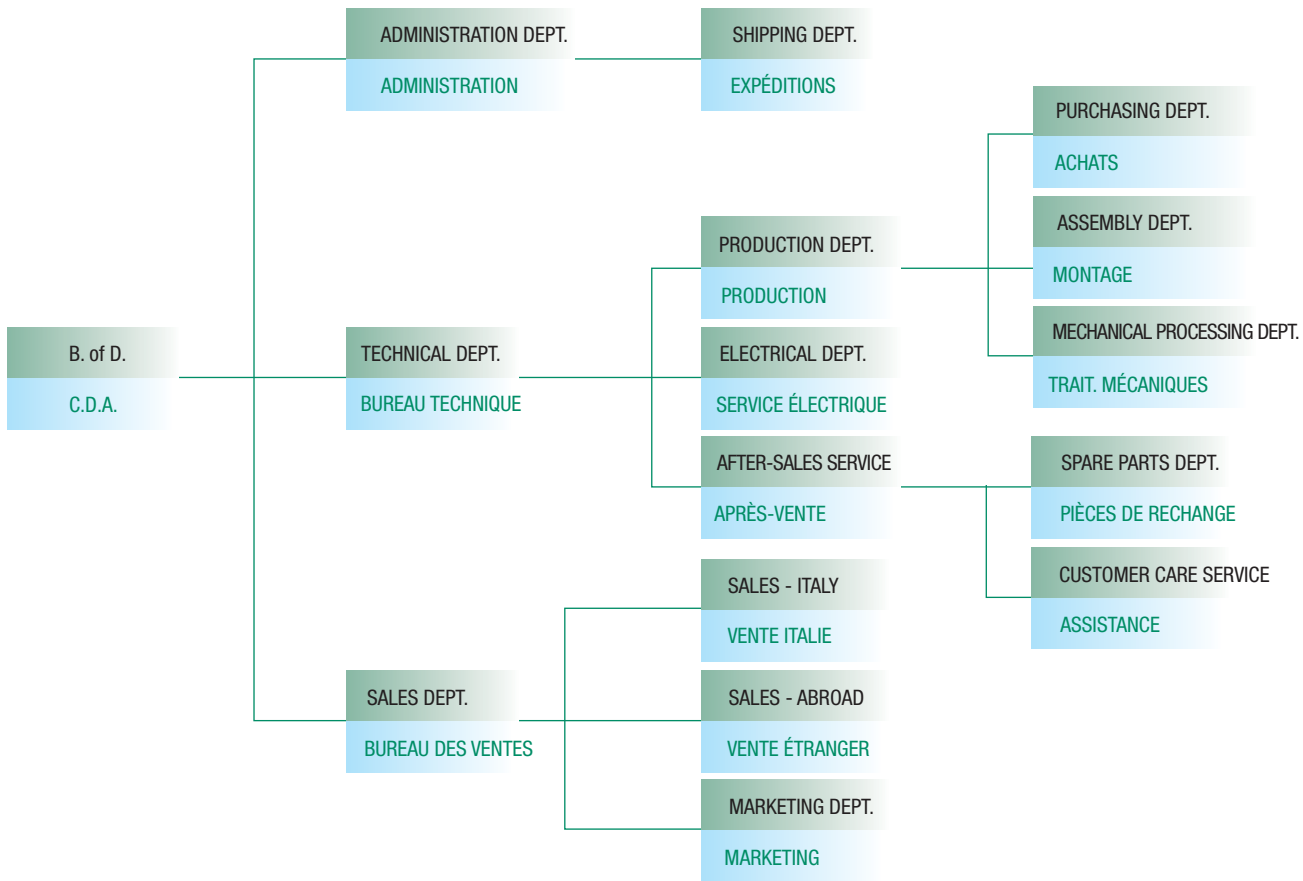 ADMINISTRATION DEPT.
ADMINISTRATION
SHIPPING DEPT.
EXPÉDITIONS
PURCHASING DEPT.
ACHATS
ASSEMBLY DEPT.
MONTAGE
PRODUCTION DEPT.
PRODUCTION
MECHANICAL PROCESSING DEPT.
TRAIT. MÉCANIQUES
B. of D.
C.D.A.
TECHNICAL DEPT.
BUREAU TECHNIQUE
ELECTRICAL DEPT.
SERVICE ÉLECTRIQUE
AFTER-SALES SERVICE
APRÈS-VENTE
SPARE PARTS DEPT.
PIÈCES DE RECHANGE
CUSTOMER CARE SERVICE
ASSISTANCE
SALES - ITALY
VENTE ITALIE
SALES DEPT.
BUREAU DES VENTES
SALES - ABROAD
VENTE ÉTRANGER
MARKETING DEPT.
MARKETING